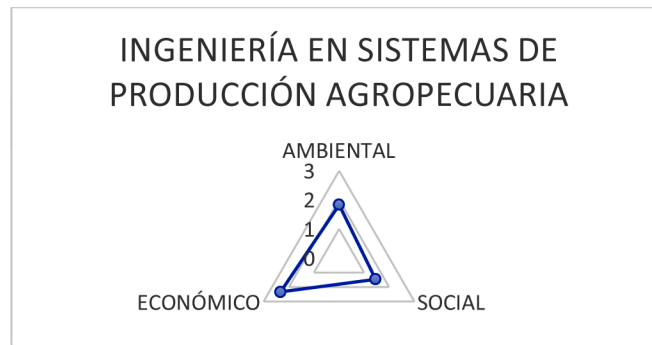 INGENIERÍA EN SISTEMAS DE
PRODUCCIÓN AGROPECUARIA
AMBIENTAL
3
2
1
0
ECONÓMICO
SOCIAL